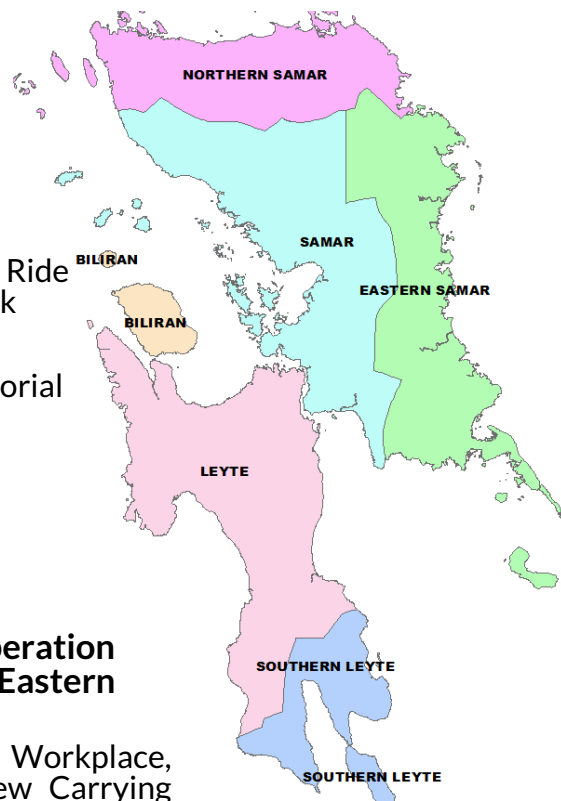 NORTHERN SAMAR
SAMAR
BILIRAN
Ride
k
EASTERN SAMAR
BILIRAN
orial
LEYTE
peration
Eastern
SOUTHERN LEYTE
Workplace,
ew Carrying
SOUTHERN LEYTE